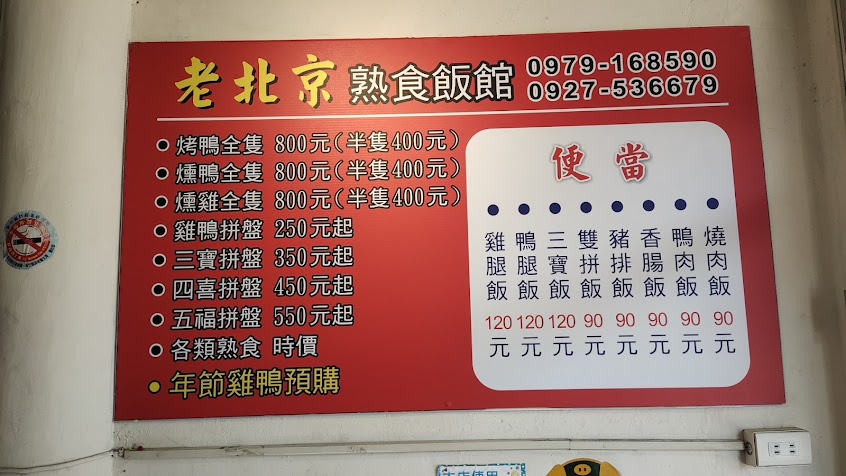 老北京 熟食飯館 0979-168590
0927-536679
烤鴨全隻 800元(半隻400元)
燻鴨全隻 800元(半隻400元)
燻雞全隻 800元(半隻400元)
雞鴨拼盤 250元起
三寶拼盤 350元起
四喜拼盤 450元起
五福拼盤 550元起
各類熟食 時價
年節雞鴨預購
便當
雞腿飯 120元
鴨腿飯 120元
三寶飯 120元
雙拼飯 90元
豬排飯 90元
香腸飯 90元
鴨肉飯 90元
燒肉飯 90元